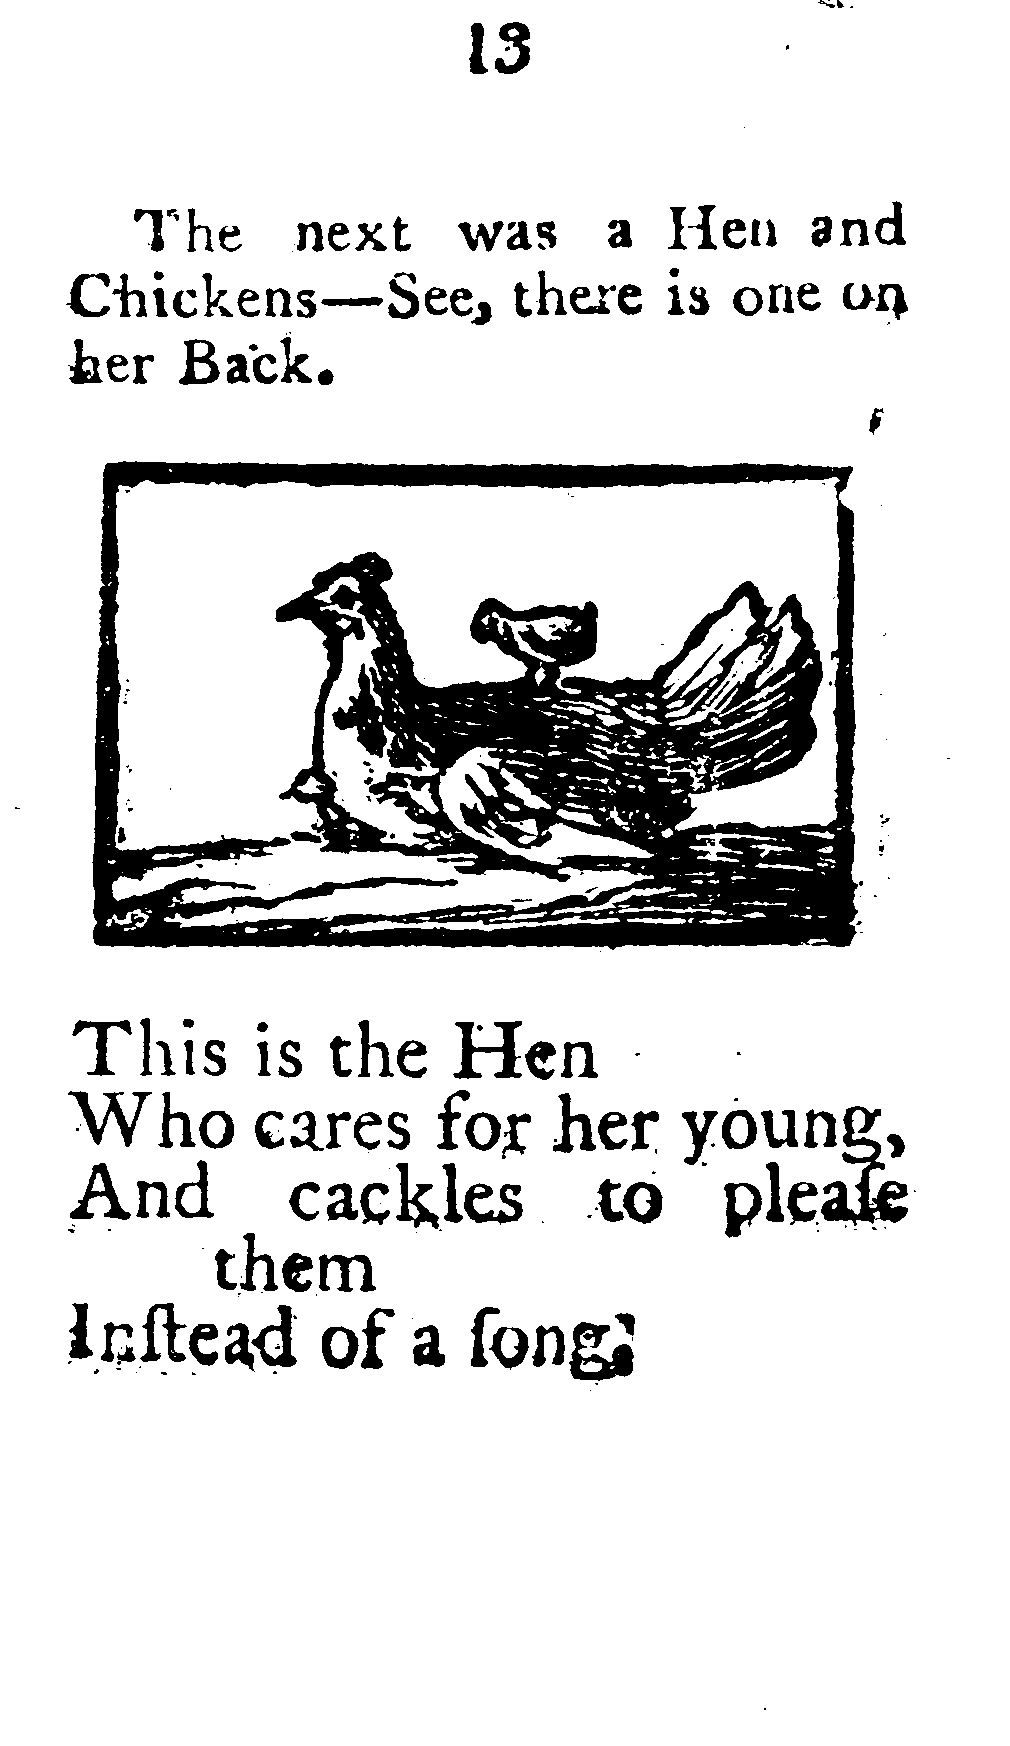 13
The next was a Hen and
Chickens—See, there is one on
her Back.
This is the Hen
Who cares for her young,
And cackles to pleaſe
them
Inſtead of a ſong.